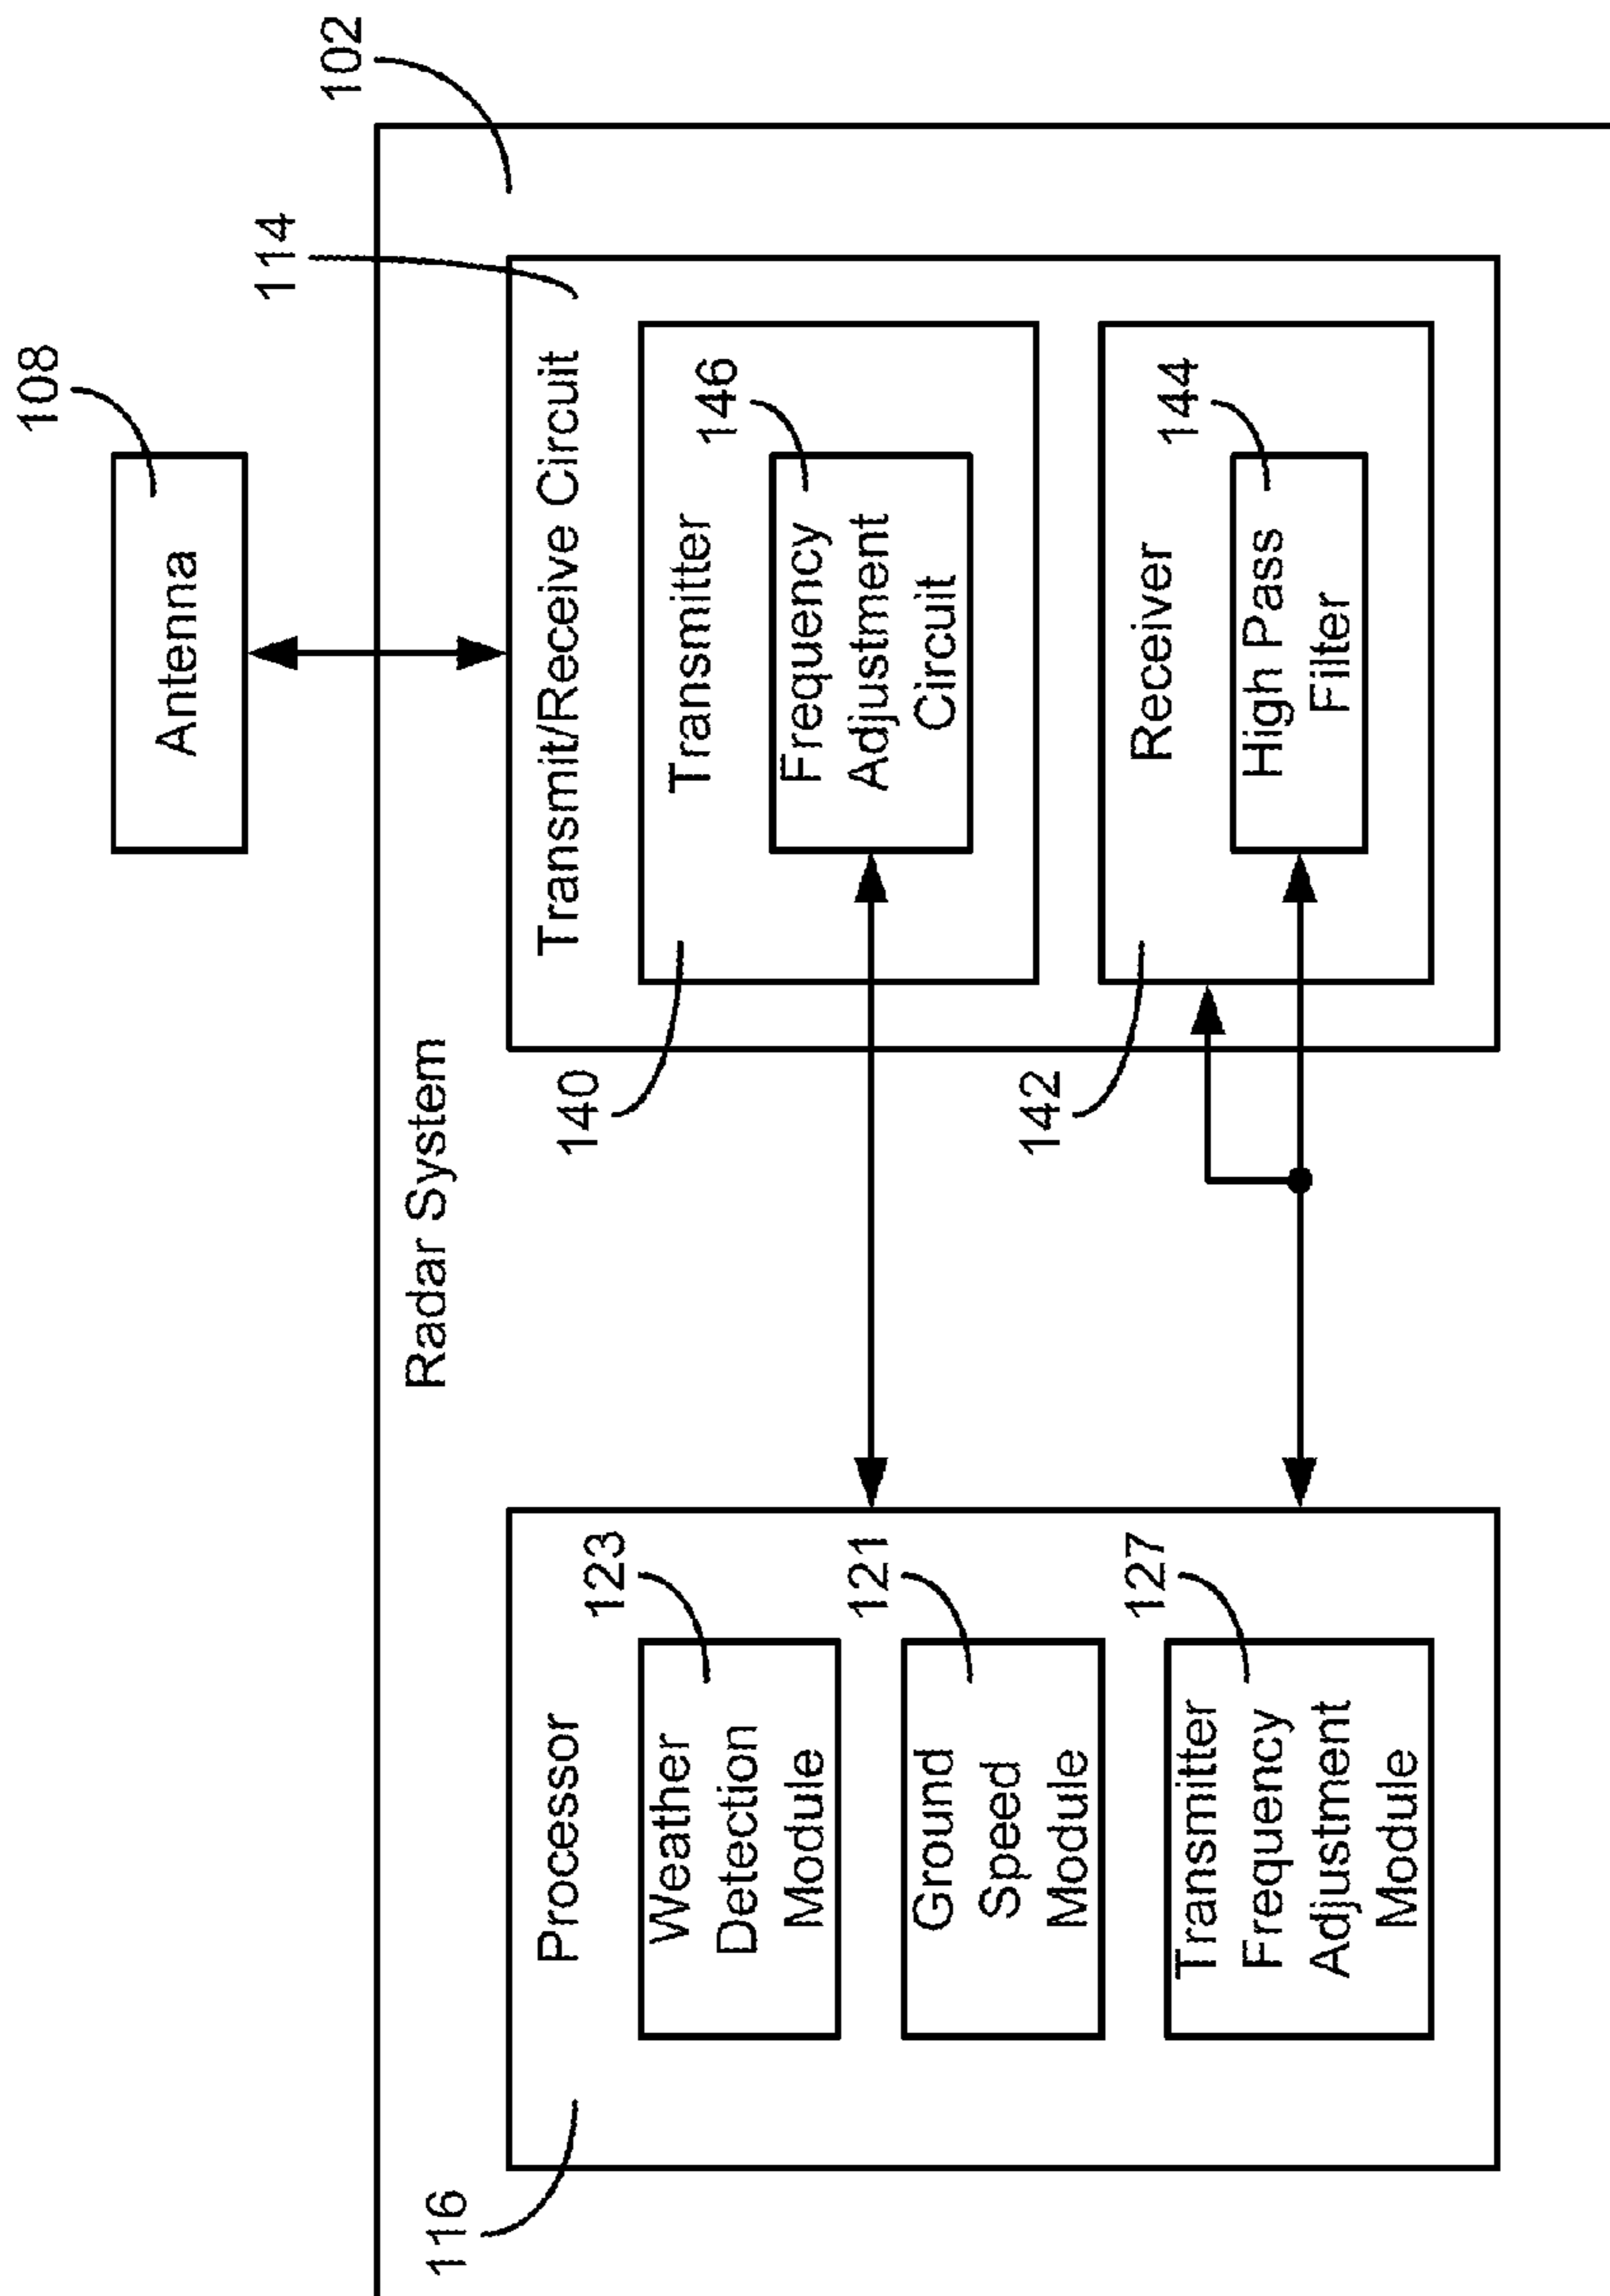 108
Antenna
102
114
Radar System
116
Processor
123
Weather
Detection
Module
121
Ground
Speed
Module
127
Transmitter
Frequency
Adjustment
Module
Transmit/Receive Circuit
140
Transmitter
146
Frequency
Adjustment
Circuit
142
Receiver
144
High Pass
Filter